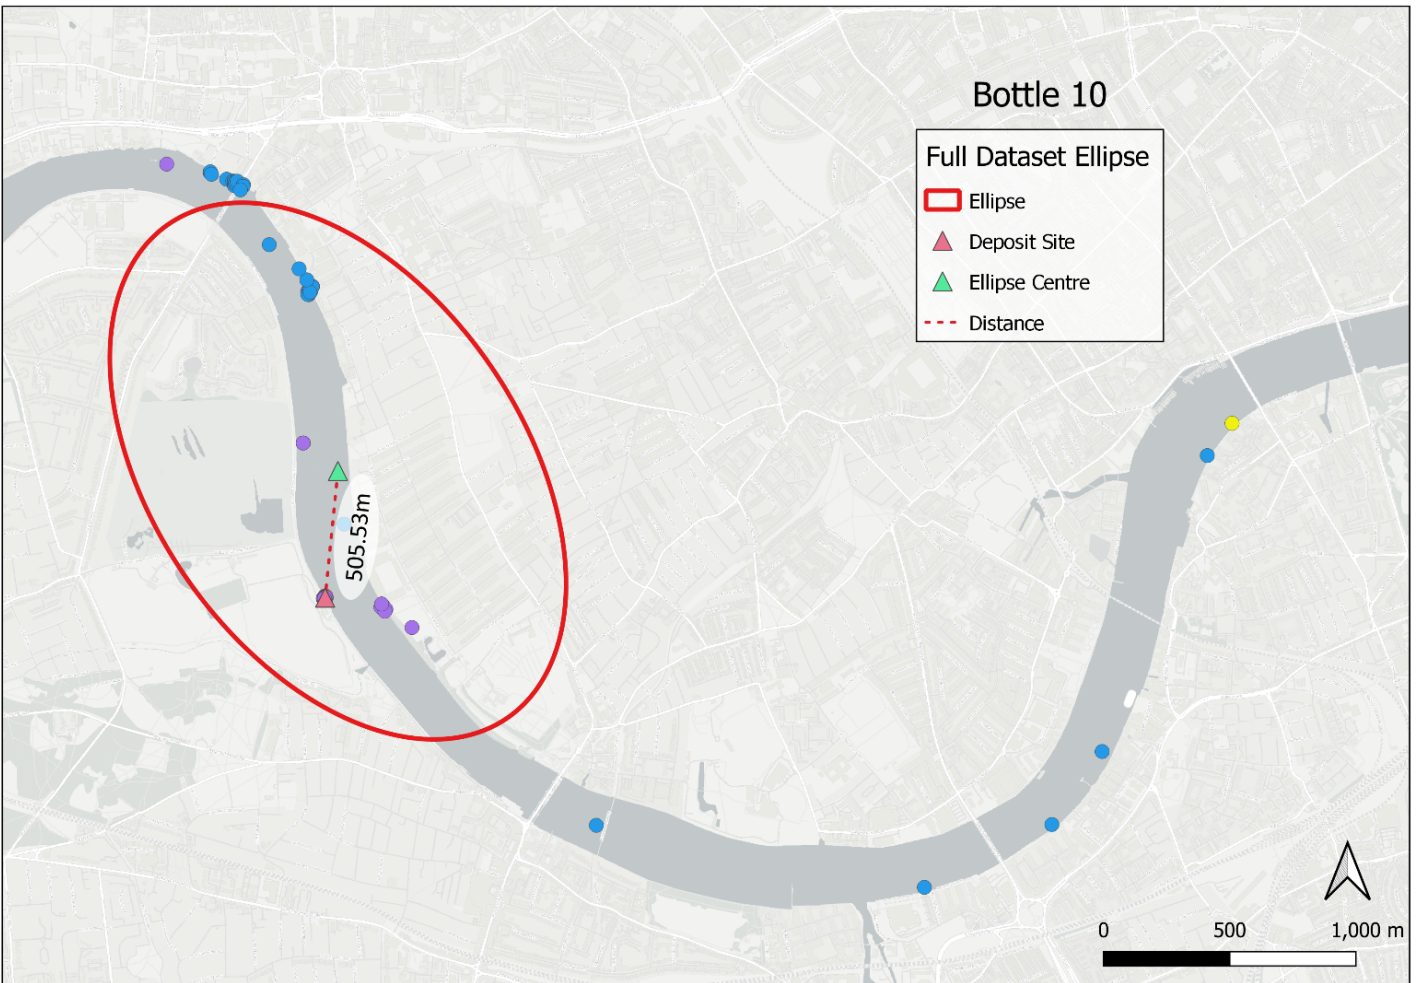 Bottle 10
Full Dataset Ellipse
Ellipse
Deposit Site
Ellipse Centre
Distance
505.53m
0 500 1,000 m